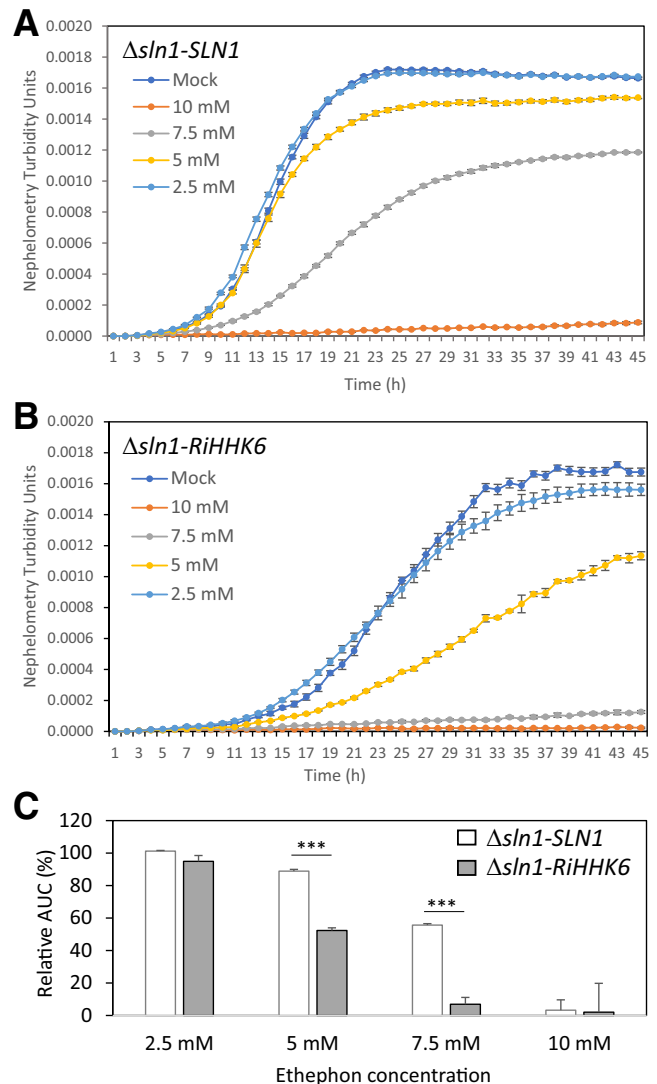 A
0.0020
0.0018
0.0016
0.0014
0.0012
0.0010
0.0008
0.0006
0.0004
0.0002
0.0000
Nephelometry Turbidity Units
Δsln1-SLN1
Mock
10 mM
7.5 mM
5 mM
2.5 mM
1 3 5 7 9 11 13 15 17 19 21 23 25 27 29 31 33 35 37 39 41 43 45
Time (h)
B
0.0020
0.0018
0.0016
0.0014
0.0012
0.0010
0.0008
0.0006
0.0004
0.0002
0.0000
Nephelometry Turbidity Units
Δsln1-RiHHK6
Mock
10 mM
7.5 mM
5 mM
2.5 mM
1 3 5 7 9 11 13 15 17 19 21 23 25 27 29 31 33 35 37 39 41 43 45
Time (h)
C
120
100
80
60
40
20
0
Relative AUC (%)
***
***
Δsln1-SLN1
Δsln1-RiHHK6
2.5 mM 5 mM 7.5 mM 10 mM
Ethephon concentration